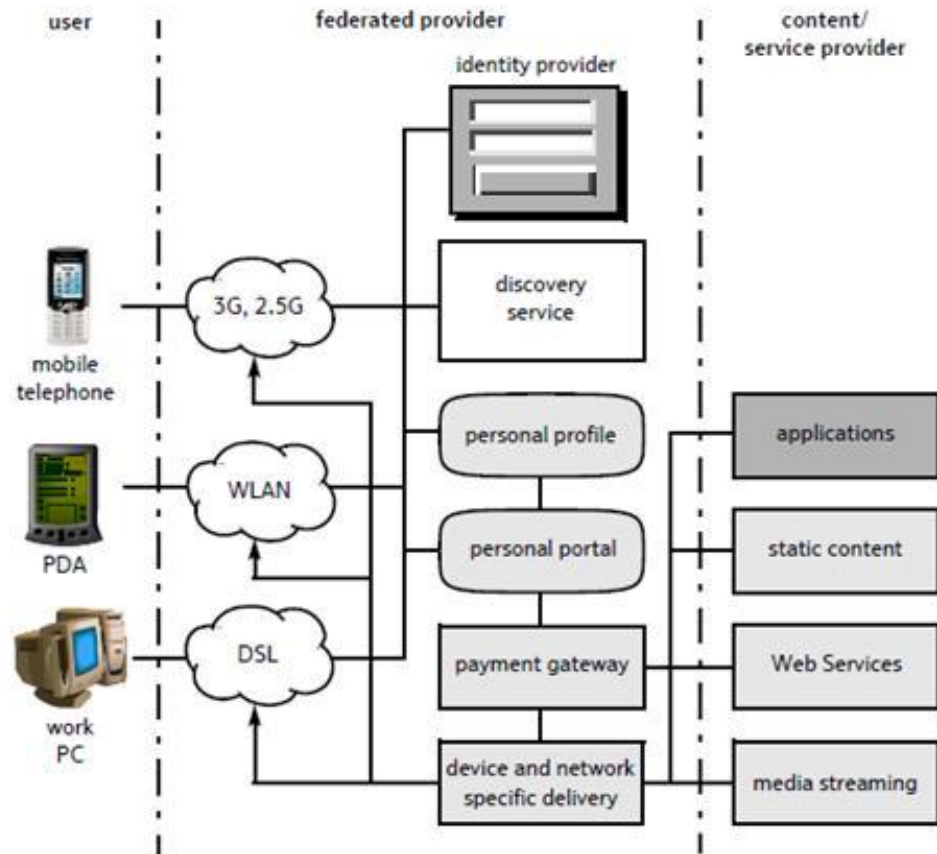 user
federated provider
content/
service provider
identity provider
discovery
service
3G, 2.5G
mobile
telephone
personal profile
applications
WLAN
PDA
personal portal
static content
DSL
payment gateway
Web Services
work
PC
device and network
specific delivery
media streaming